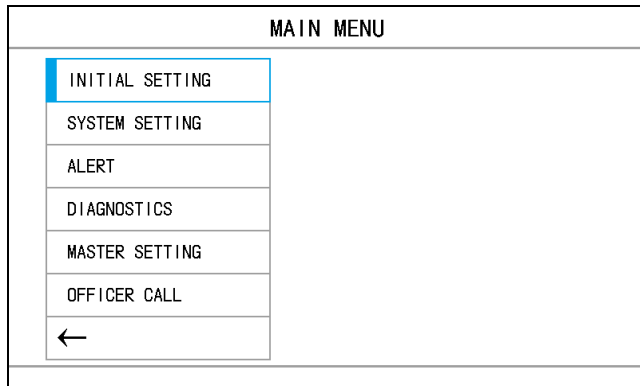 MAIN MENU
INITIAL SETTING
SYSTEM SETTING
ALERT
DIAGNOSTICS
MASTER SETTING
OFFICER CALL
←